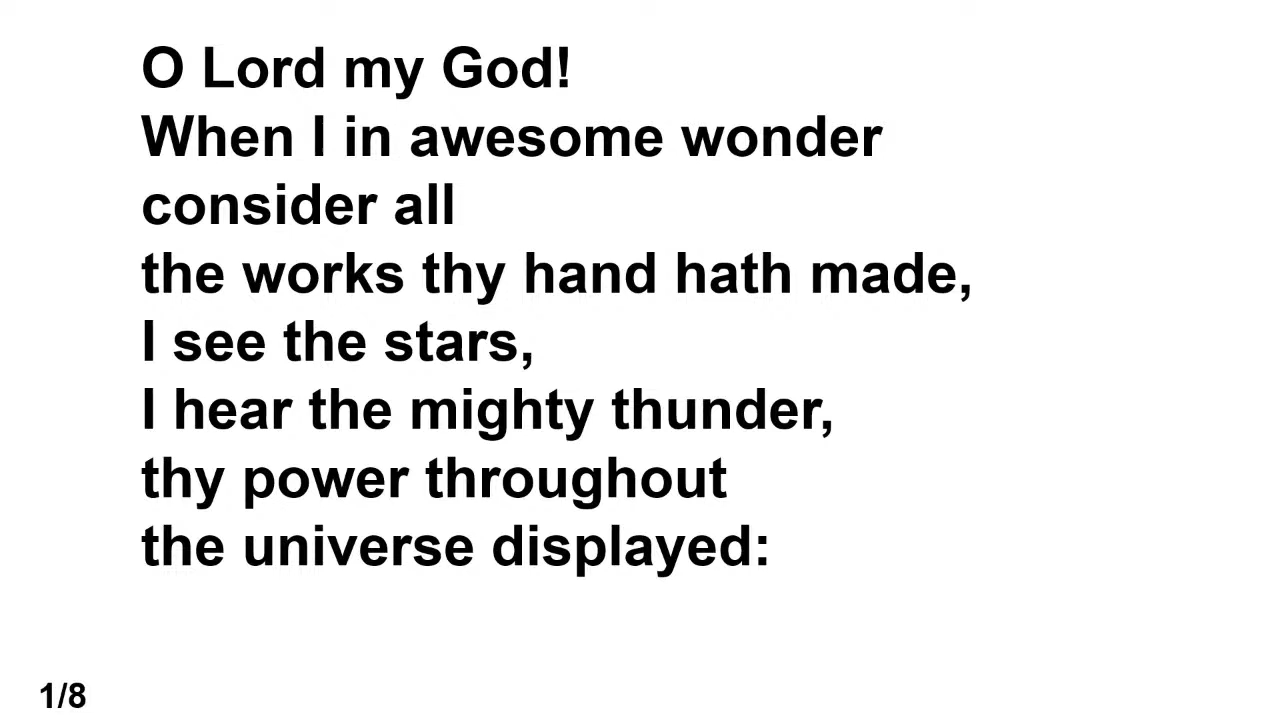 O Lord my God!
When I in awesome wonder
consider all
the works thy hand hath made,
I see the stars,
I hear the mighty thunder,
thy power throughout
the universe displayed:
1/8